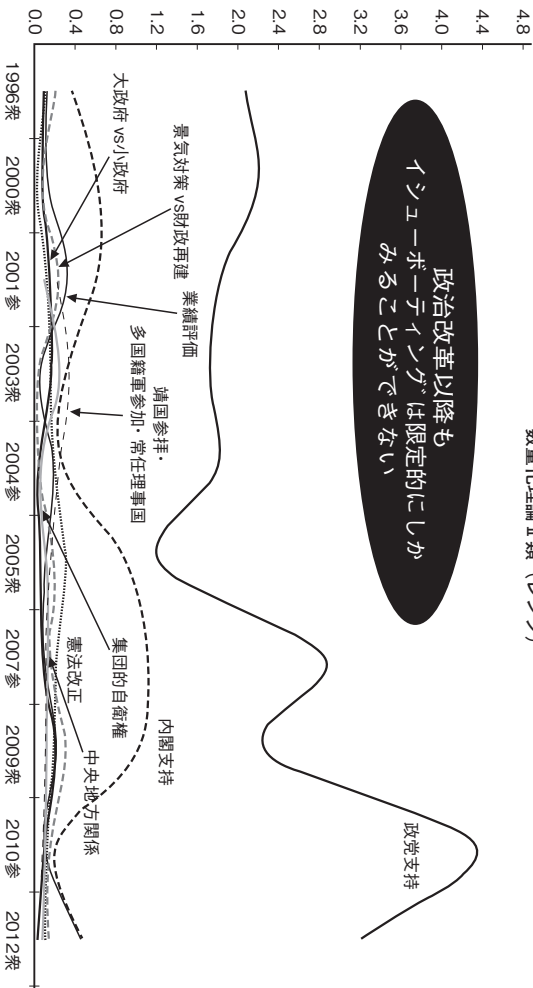 数量化理論Ⅱ類（レンジ）
政治改革以降も
イシューボーティングは限定的にしか
みることができない
4.8
4.4
4.0
3.6
3.2
2.8
2.4
2.0
1.6
1.2
0.8
0.4
0.0
政党支持
内閣支持
大政府 vs小政府
景気対策 vs財政再建
業績評価
靖国参拝・
多国籍軍参加・常任理事国
集団的自衛権
憲法改正
中央地方関係
1996衆
2000衆
2001参
2003衆
2004参
2005衆
2007参
2009衆
2010参
2012衆